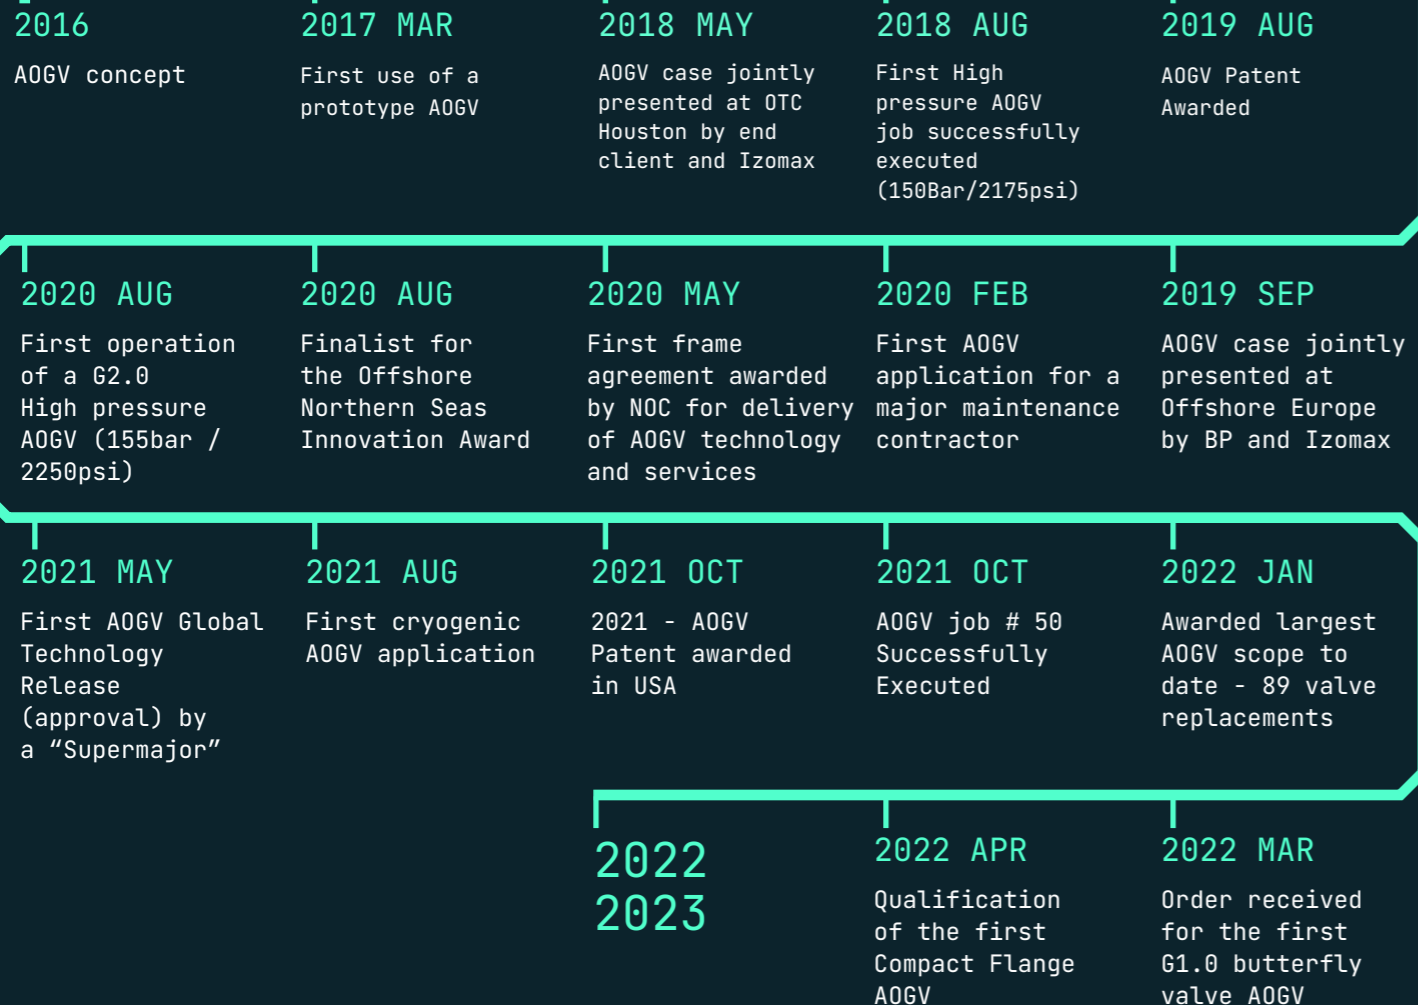 2016
AOGV concept
2017 MAR
First use of a
prototype AOGV
2018 MAY
AOGV case jointly
presented at OTC
Houston by end
client and Izomax
2018 AUG
First High
pressure AOGV
job successfully
executed
(150Bar/2175psi)
2019 AUG
AOGV Patent
Awarded
2019 SEP
AOGV case jointly
presented at
Offshore Europe
by BP and Izomax
2020 FEB
First AOGV
application for a
major maintenance
contractor
2020 MAY
First frame
agreement awarded
by NOC for delivery
of AOGV technology
and services
2020 AUG
Finalist for
the Offshore
Northern Seas
Innovation Award
2020 AUG
First operation
of a G2.0
High pressure
AOGV (155bar /
2250psi)
2021 MAY
First AOGV Global
Technology
Release
(approval) by
a “Supermajor”
2021 AUG
First cryogenic
AOGV application
2021 OCT
2021 - AOGV
Patent awarded
in USA
2021 OCT
AOGV job # 50
Successfully
Executed
2022 JAN
Awarded largest
AOGV scope to
date - 89 valve
replacements
2022 MAR
Order received
for the first
G1.0 butterfly
valve AOGV
2022 APR
Qualification
of the first
Compact Flange
AOGV
2022
2023